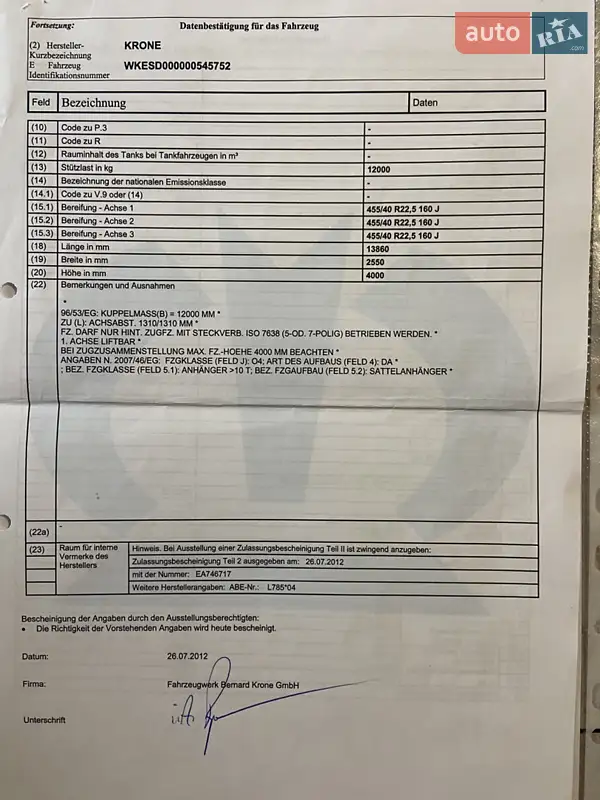 auto RIA .com
Fortsetzung: Datenbestätigung für das Fahrzeug
(2) Hersteller- KRONE
Kurzbezeichnung
E Fahrzeug WKESD000000545752
Identifikationsnummer
Feld Bezeichnung Daten
(10) Code zu P.3 -
(11) Code zu R -
(12) Rauminhalt des Tanks bei Tankfahrzeugen in m³ -
(13) Stützlast in kg 12000
(14) Bezeichnung der nationalen Emissionsklasse -
(14.1) Code zu V.9 oder (14) -
(15.1) Bereifung - Achse 1 455/40 R22,5 160 J
(15.2) Bereifung - Achse 2 455/40 R22,5 160 J
(15.3) Bereifung - Achse 3 455/40 R22,5 160 J
(18) Länge in mm 13860
(19) Breite in mm 2550
(20) Höhe in mm 4000
(22) Bemerkungen und Ausnahmen
*
96/53/EG: KUPPELMASS(B) = 12000 MM *
ZU (L): ACHSABST. 1310/1310 MM *
FZ. DARF NUR HINT. ZUGFZ. MIT STECKVERB. ISO 7638 (5-OD. 7-POLIG) BETRIEBEN WERDEN. *
1. ACHSE LIFTBAR *
BEI ZUGZUSAMMENSTELLUNG MAX. FZ.-HOEHE 4000 MM BEACHTEN *
ANGABEN N. 2007/46/EG: FZGKLASSE (FELD J): O4; ART DES AUFBAUS (FELD 4): DA *
; BEZ. FZGKLASSE (FELD 5.1): ANHÄNGER >10 T; BEZ. FZGAUFBAU (FELD 5.2): SATTELANHÄNGER *
(22a) -
(23) Raum für interne Vermerke des Herstellers Hinweis. Bei Ausstellung einer Zulassungsbescheinigung Teil II ist zwingend anzugeben:
Zulassungsbescheinigung Teil 2 ausgegeben am: 26.07.2012
mit der Nummer: EA746717
Weitere Herstellerangaben: ABE-Nr.: L785*04
Bescheinigung der Angaben durch den Ausstellungsberechtigten:
• Die Richtigkeit der Vorstehenden Angaben wird heute bescheinigt.
Datum: 26.07.2012
Firma: Fahrzeugwerk Bernard Krone GmbH
Unterschrift